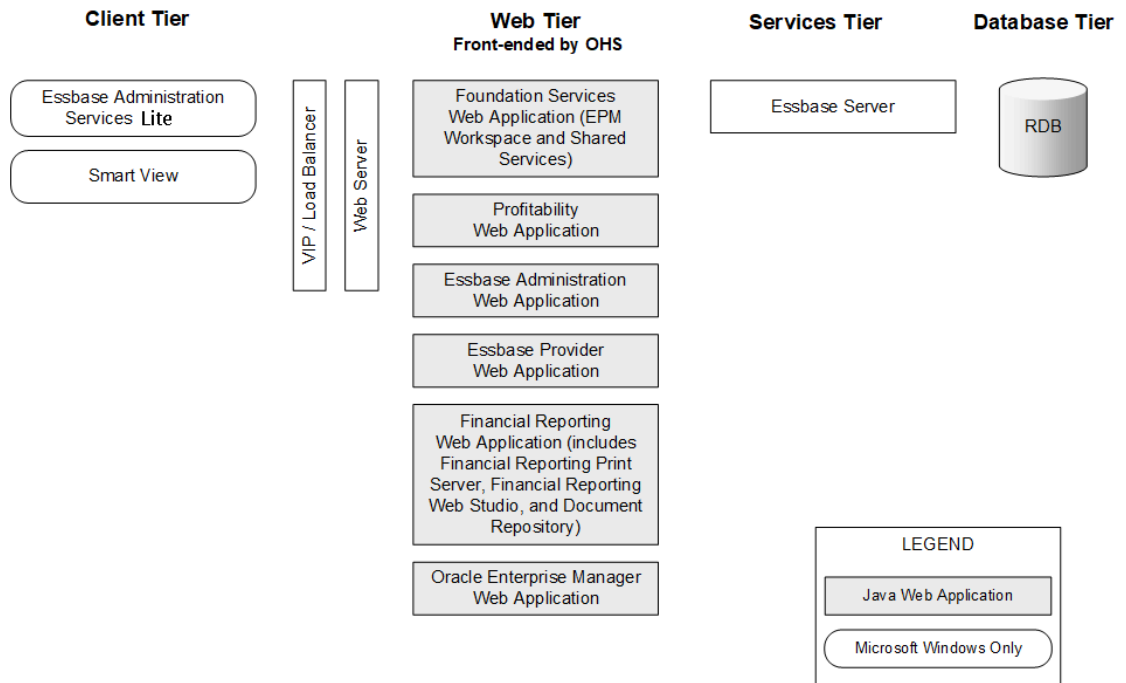 Client Tier
Web Tier
Front-ended by OHS
Services Tier
Database Tier
Essbase Administration
Services Lite
Smart View
VIP / Load Balancer
Web Server
Foundation Services
Web Application (EPM
Workspace and Shared
Services)
Profitability
Web Application
Essbase Administration
Web Application
Essbase Provider
Web Application
Financial Reporting
Web Application (includes
Financial Reporting Print
Server, Financial Reporting
Web Studio, and Document
Repository)
Oracle Enterprise Manager
Web Application
Essbase Server
RDB
LEGEND
Java Web Application
Microsoft Windows Only